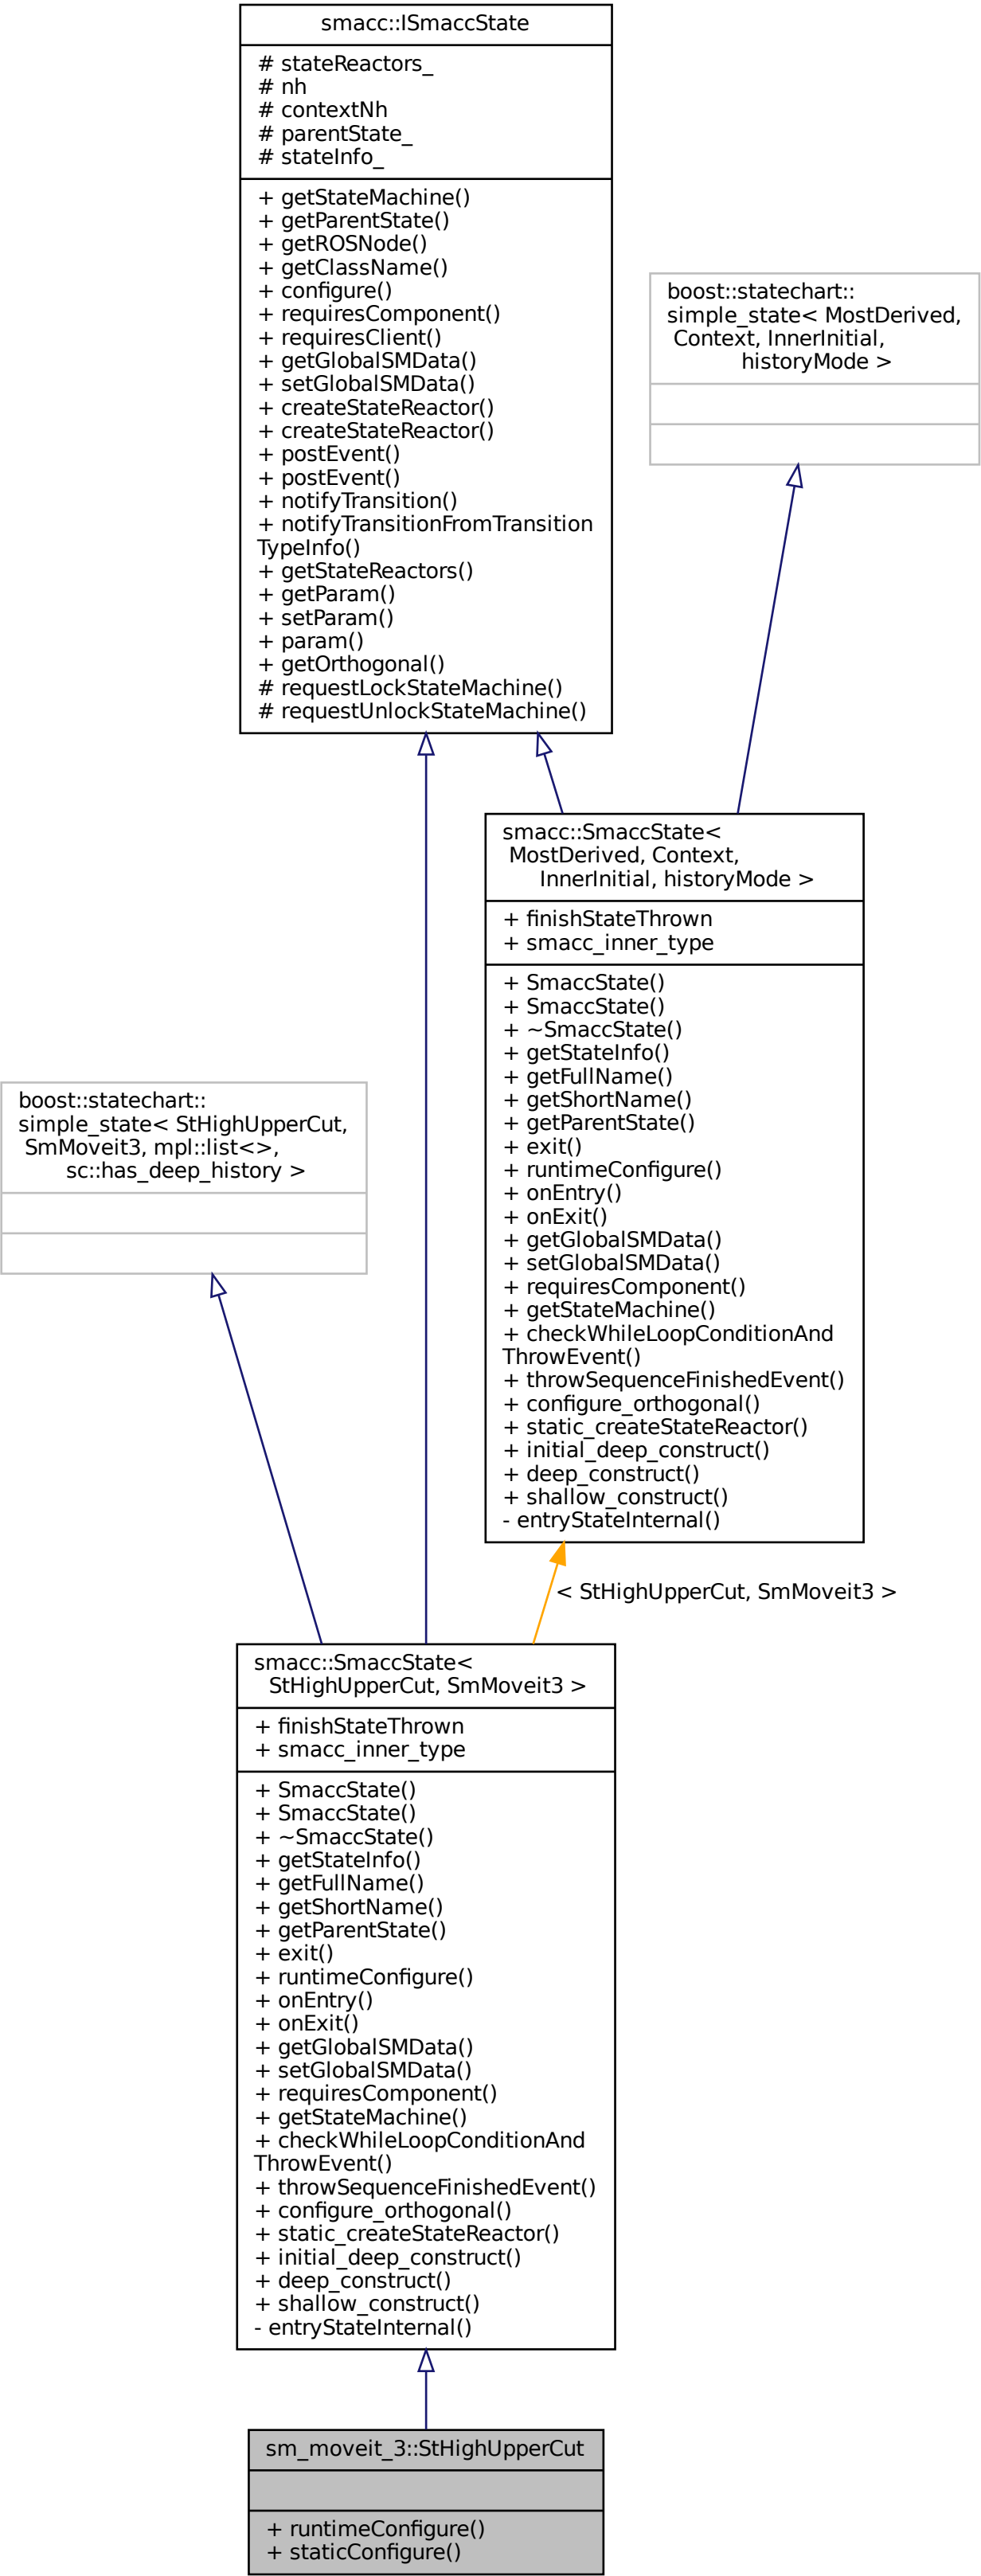 smacc::ISmaccState
# stateReactors_
# nh
# contextNh
# parentState_
# stateInfo_
+ getStateMachine()
+ getParentState()
+ getROSNode()
+ getClassName()
+ configure()
+ requiresComponent()
+ requiresClient()
+ getGlobalSMData()
+ setGlobalSMData()
+ createStateReactor()
+ createStateReactor()
+ postEvent()
+ postEvent()
+ notifyTransition()
+ notifyTransitionFromTransition
TypeInfo()
+ getStateReactors()
+ getParam()
+ setParam()
+ param()
+ getOrthogonal()
# requestLockStateMachine()
# requestUnlockStateMachine()
boost::statechart::
simple_state< MostDerived,
Context, InnerInitial,
historyMode >
smacc::SmaccState<
MostDerived, Context,
InnerInitial, historyMode >
+ finishStateThrown
+ smacc_inner_type
+ SmaccState()
+ SmaccState()
+ ~SmaccState()
+ getStateInfo()
+ getFullName()
+ getShortName()
+ getParentState()
+ exit()
+ runtimeConfigure()
+ onEntry()
+ onExit()
+ getGlobalSMData()
+ setGlobalSMData()
+ requiresComponent()
+ getStateMachine()
+ checkWhileLoopConditionAnd
ThrowEvent()
+ throwSequenceFinishedEvent()
+ configure_orthogonal()
+ static_createStateReactor()
+ initial_deep_construct()
+ deep_construct()
+ shallow_construct()
- entryStateInternal()
boost::statechart::
simple_state< StHighUpperCut,
SmMoveit3, mpl::list<>,
sc::has_deep_history >
< StHighUpperCut, SmMoveit3 >
smacc::SmaccState<
StHighUpperCut, SmMoveit3 >
+ finishStateThrown
+ smacc_inner_type
+ SmaccState()
+ SmaccState()
+ ~SmaccState()
+ getStateInfo()
+ getFullName()
+ getShortName()
+ getParentState()
+ exit()
+ runtimeConfigure()
+ onEntry()
+ onExit()
+ getGlobalSMData()
+ setGlobalSMData()
+ requiresComponent()
+ getStateMachine()
+ checkWhileLoopConditionAnd
ThrowEvent()
+ throwSequenceFinishedEvent()
+ configure_orthogonal()
+ static_createStateReactor()
+ initial_deep_construct()
+ deep_construct()
+ shallow_construct()
- entryStateInternal()
sm_moveit_3::StHighUpperCut
+ runtimeConfigure()
+ staticConfigure()